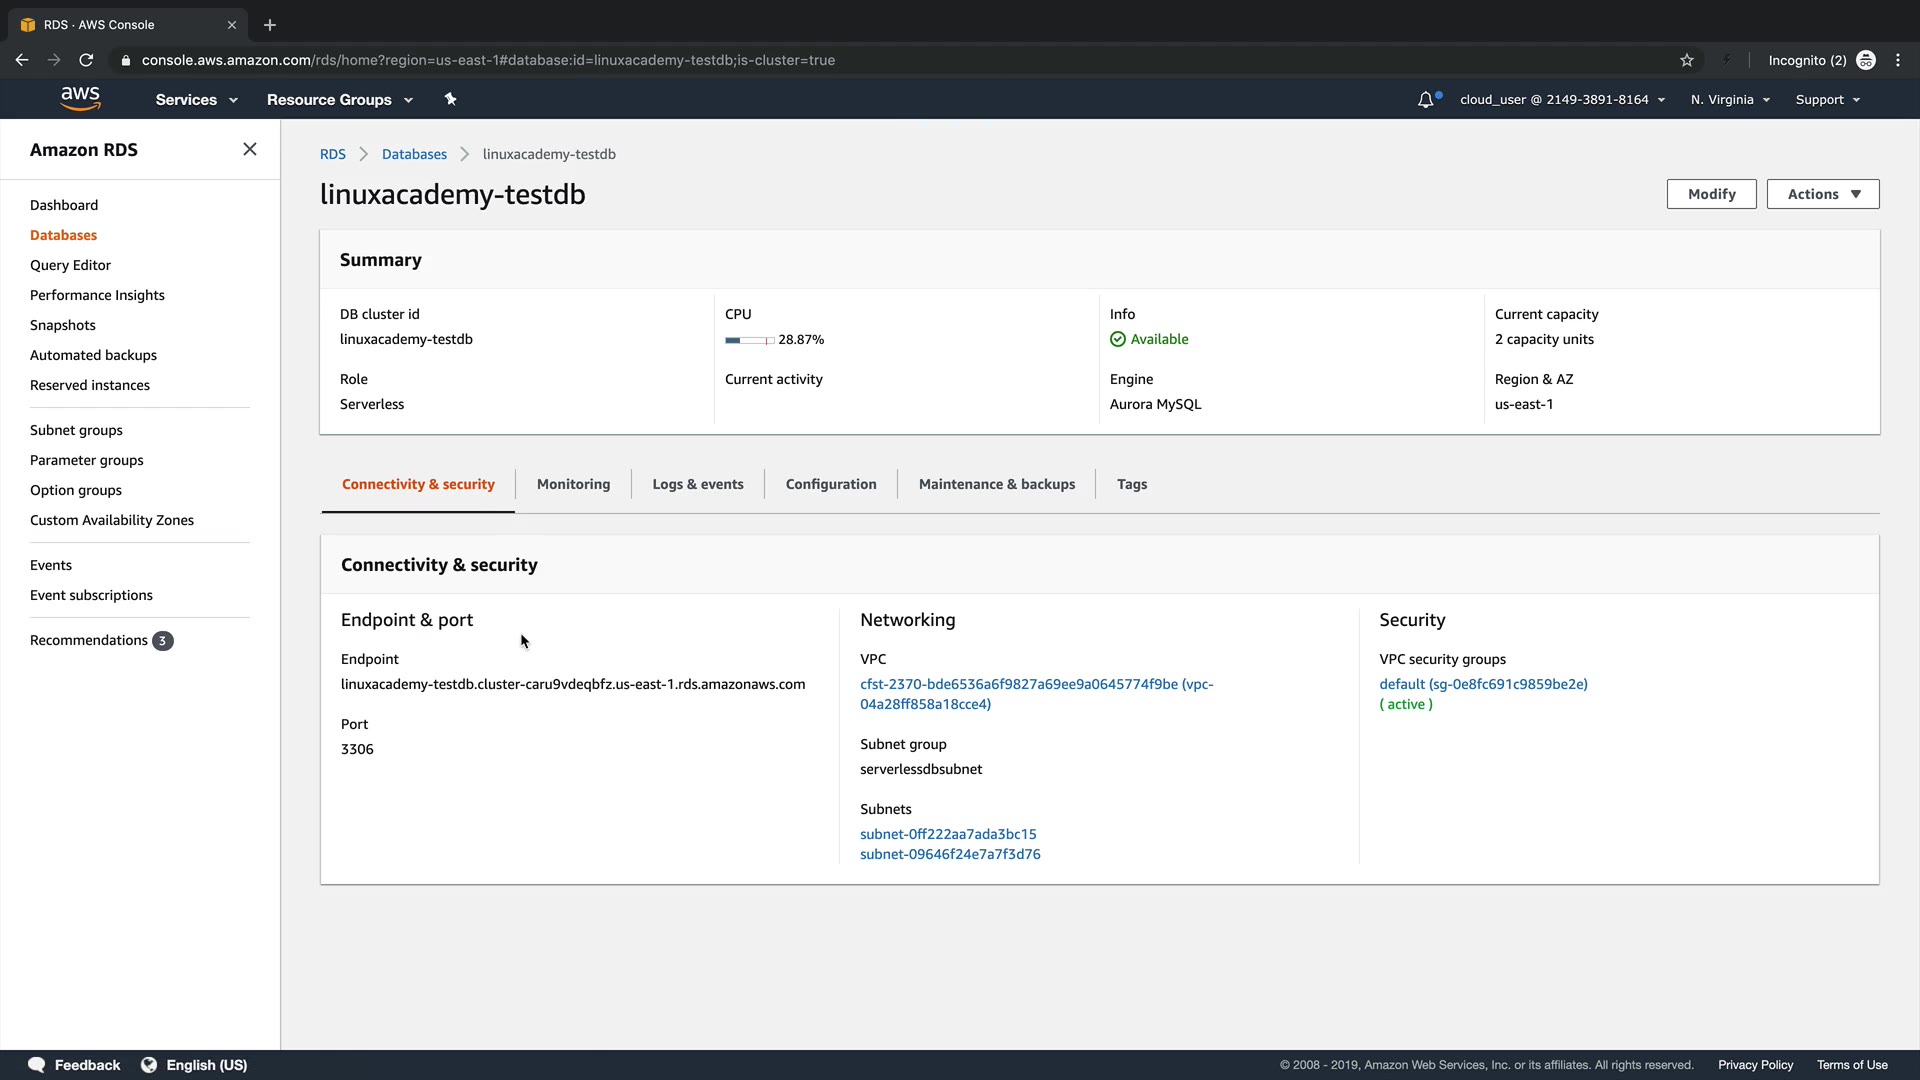 RDS · AWS Console
console.aws.amazon.com/rds/home?region=us-east-1#database:id=linuxacademy-testdb;is-cluster=true
Incognito (2)
aws
Services
Resource Groups
cloud_user @ 2149-3891-8164
N. Virginia
Support
Amazon RDS
Dashboard
Databases
Query Editor
Performance Insights
Snapshots
Automated backups
Reserved instances
Subnet groups
Parameter groups
Option groups
Custom Availability Zones
Events
Event subscriptions
Recommendations 3
RDS
Databases
linuxacademy-testdb
linuxacademy-testdb
Modify
Actions
Summary
DB cluster id
linuxacademy-testdb
CPU
28.87%
Info
Available
Current capacity
2 capacity units
Role
Serverless
Current activity
Engine
Aurora MySQL
Region & AZ
us-east-1
Connectivity & security
Monitoring
Logs & events
Configuration
Maintenance & backups
Tags
Connectivity & security
Endpoint & port
Endpoint
linuxacademy-testdb.cluster-caru9vdeqbfz.us-east-1.rds.amazonaws.com
Port
3306
Networking
VPC
cfst-2370-bde6536a6f9827a69ee9a0645774f9be (vpc-
04a28ff858a18cce4)
Subnet group
serverlessdbsubnet
Subnets
subnet-0ff222aa7ada3bc15
subnet-09646f24e7a7f3d76
Security
VPC security groups
default (sg-0e8fc691c9859be2e)
( active )
Feedback
English (US)
© 2008 - 2019, Amazon Web Services, Inc. or its affiliates. All rights reserved.
Privacy Policy
Terms of Use